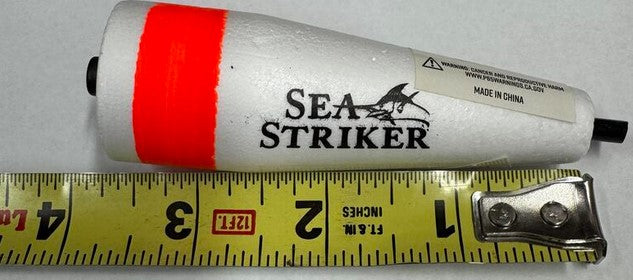 WARNING: CANCER AND REPRODUCTIVE HARM
WWW.P65WARNINGS.CA.GOV
MADE IN CHINA
SEA
STRIKER
4 3 12FT. 2 FT. & IN. 1
INCHES